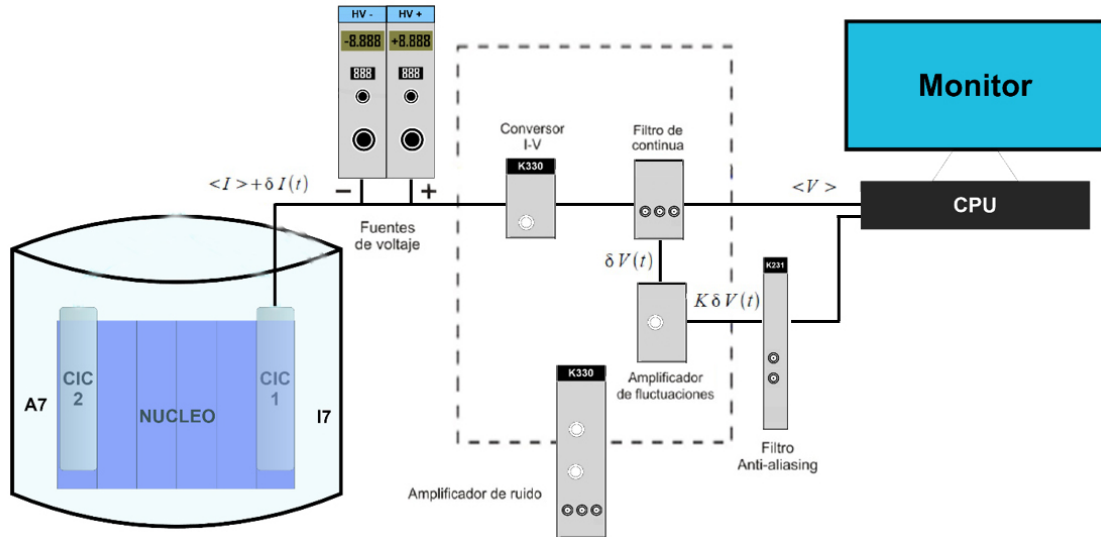 HV -
HV +
-8.888
+8.888
888
888
Monitor
Conversor
I-V
Filtro de
continua
K330
<I>+δ I(t)
−
+
<V>
CPU
Fuentes
de voltaje
δ V(t)
K231
K δ V(t)
CIC
2
CIC
1
A7
NUCLEO
I7
K330
Amplificador
de fluctuaciones
Filtro
Anti-aliasing
Amplificador de ruido